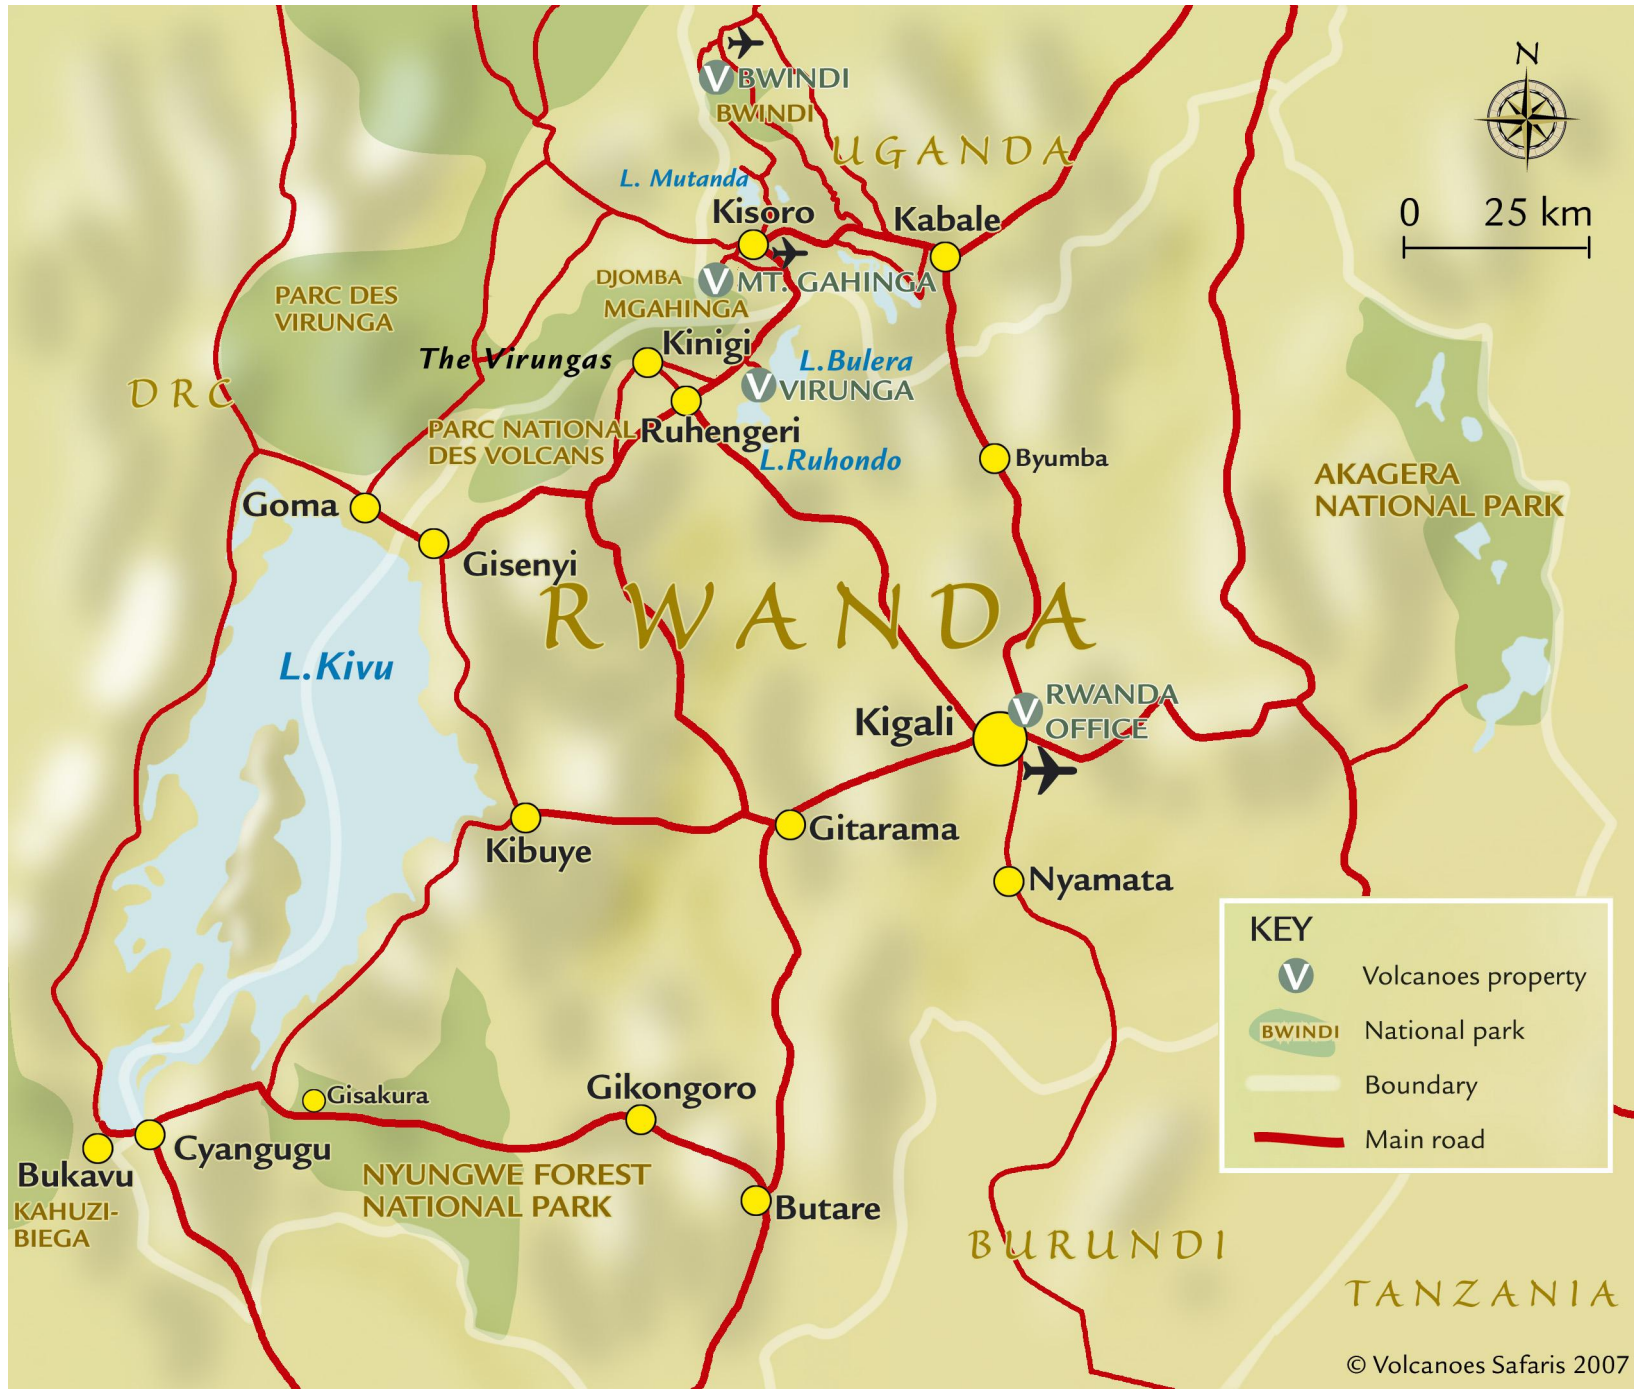 N
0 25 km
BWINDI
BWINDI
UGANDA
L. Mutanda
Kisoro
Kabale
DJOMBA
MT. GAHINGA
MGAHINGA
PARC DES
VIRUNGA
The Virungas
Kinigi
L.Bulera
VIRUNGA
DRC
PARC NATIONAL
DES VOLCANS
Ruhengeri
L.Ruhondo
Byumba
AKAGERA
NATIONAL PARK
Goma
Gisenyi
RWANDA
L.Kivu
Kigali
RWANDA
OFFICE
Kibuye
Gitarama
Nyamata
KEY
V Volcanoes property
BWINDI National park
Boundary
Main road
Gisakura
Gikongoro
Bukavu
Cyangugu
KAHUZI-
BIEGA
NYUNGWE FOREST
NATIONAL PARK
Butare
BURUNDI
TANZANIA
© Volcanoes Safaris 2007
V
V
V
V